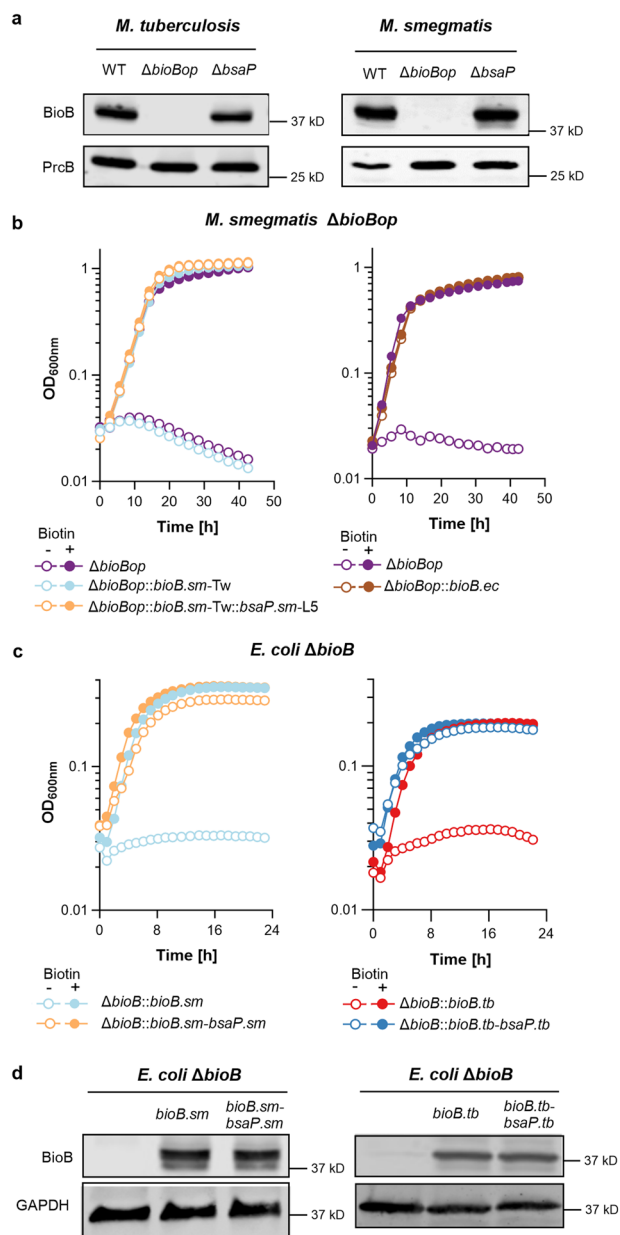 a
M. tuberculosis
M. smegmatis
WT ΔbioBop ΔbsaP
WT ΔbioBop ΔbsaP
BioB
37 kD
37 kD
PrcB
25 kD
25 kD
b
M. smegmatis ΔbioBop
OD600nm
1
0.1
0.01
0 10 20 30 40 50
Time [h]
1
0.1
0.01
0 10 20 30 40 50
Time [h]
Biotin
- +
ΔbioBop
ΔbioBop::bioB.sm-Tw
ΔbioBop::bioB.sm-Tw::bsaP.sm-L5
Biotin
- +
ΔbioBop
ΔbioBop::bioB.ec
c
E. coli ΔbioB
OD600nm
0.1
0.01
0 8 16 24
Time [h]
0.1
0.01
0 8 16 24
Time [h]
Biotin
- +
ΔbioB::bioB.sm
ΔbioB::bioB.sm-bsaP.sm
Biotin
- +
ΔbioB::bioB.tb
ΔbioB::bioB.tb-bsaP.tb
d
E. coli ΔbioB
E. coli ΔbioB
bioB.sm
bioB.sm-
bsaP.sm
bioB.tb
bioB.tb-
bsaP.tb
BioB
37 kD
37 kD
GAPDH
37 kD
37 kD